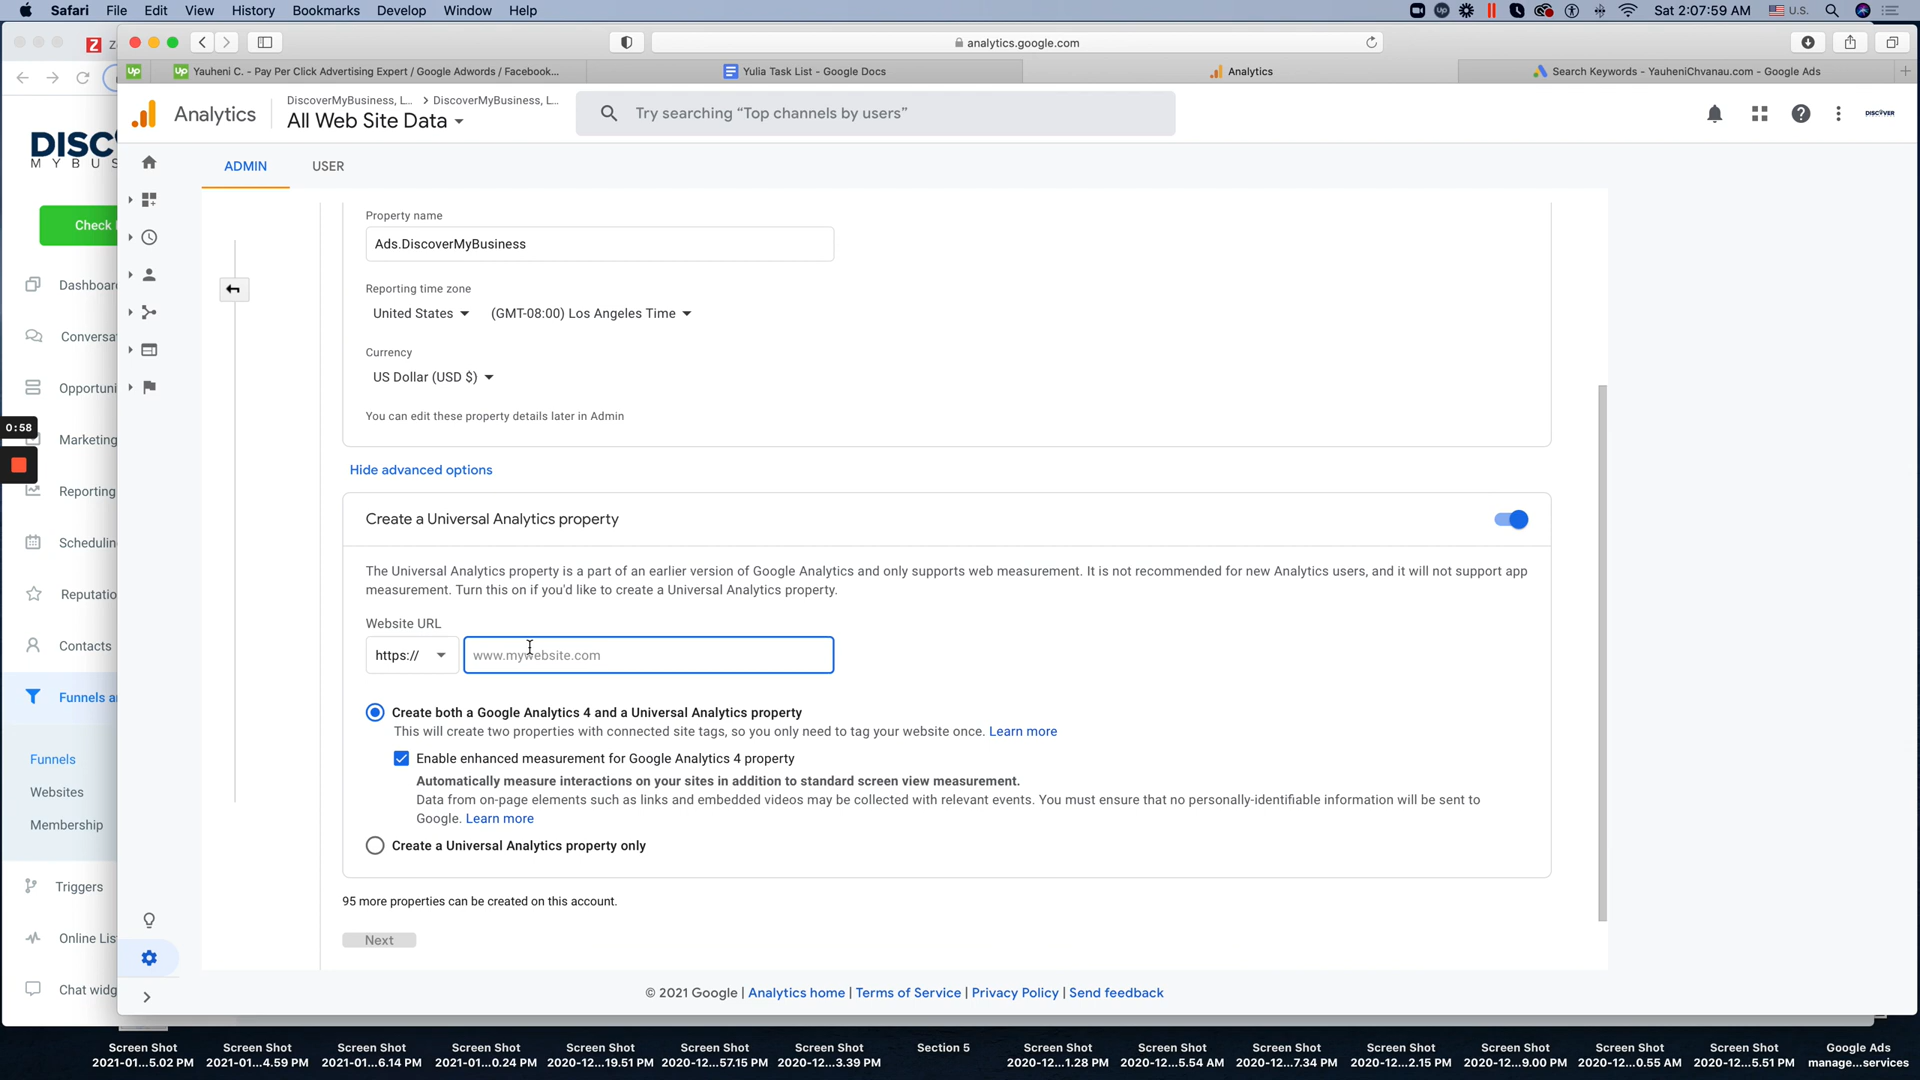 Safari File Edit View History Bookmarks Develop Window Help
Sat 2:07:59 AM U.S.
analytics.google.com
Yauheni C. - Pay Per Click Advertising Expert / Google Adwords / Facebook...
Yulia Task List - Google Docs
Analytics
Search Keywords - YauheniChvanau.com - Google Ads
DISC
MYBUS
Check
Dashboar
Conversa
Opportuni
0:58
Marketing
Reporting
Schedulin
Reputatio
Contacts
Funnels a
Funnels
Websites
Membership
Triggers
Online Lis
Chat widg
Analytics
DiscoverMyBusiness, L... > DiscoverMyBusiness, L...
All Web Site Data
Try searching “Top channels by users”
DISCOVER
ADMIN USER
Property name
Ads.DiscoverMyBusiness
Reporting time zone
United States (GMT-08:00) Los Angeles Time
Currency
US Dollar (USD $)
You can edit these property details later in Admin
Hide advanced options
Create a Universal Analytics property
The Universal Analytics property is a part of an earlier version of Google Analytics and only supports web measurement. It is not recommended for new Analytics users, and it will not support app
measurement. Turn this on if you'd like to create a Universal Analytics property.
Website URL
https:// www.mywebsite.com
Create both a Google Analytics 4 and a Universal Analytics property
This will create two properties with connected site tags, so you only need to tag your website once. Learn more
Enable enhanced measurement for Google Analytics 4 property
Automatically measure interactions on your sites in addition to standard screen view measurement.
Data from on-page elements such as links and embedded videos may be collected with relevant events. You must ensure that no personally-identifiable information will be sent to
Google. Learn more
Create a Universal Analytics property only
95 more properties can be created on this account.
Next
© 2021 Google | Analytics home | Terms of Service | Privacy Policy | Send feedback
Screen Shot Screen Shot Screen Shot Screen Shot Screen Shot Screen Shot Screen Shot Section 5 Screen Shot Screen Shot Screen Shot Screen Shot Screen Shot Screen Shot Screen Shot Google Ads
2021-01...5.02 PM 2021-01...4.59 PM 2021-01...6.14 PM 2021-01...0.24 PM 2020-12...19.51 PM 2020-12...57.15 PM 2020-12...3.39 PM 2020-12...1.28 PM 2020-12...5.54 AM 2020-12...7.34 PM 2020-12...2.15 PM 2020-12...9.00 PM 2020-12...0.55 AM 2020-12...5.51 PM manage...services